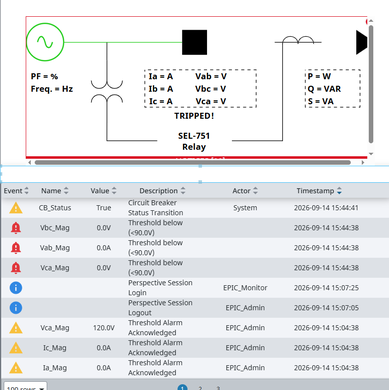 PF = %
Freq. = Hz
Ia = A Vab = V
Ib = A Vbc = V
Ic = A Vca = V
P = W
Q = VAR
S = VA
TRIPPED!
SEL-751
Relay
Event Name Value Description Actor Timestamp
CB_Status True Circuit Breaker Status Transition System 2026-09-14 15:44:41
Vbc_Mag 0.0V Threshold below (<90.0V) 2026-09-14 15:44:38
Vab_Mag 0.0A Threshold below (<90.0V) 2026-09-14 15:44:38
Vca_Mag 0.0V Threshold below (<90.0V) 2026-09-14 15:44:38
Perspective Session Login EPIC_Monitor 2026-09-14 15:07:25
Perspective Session Logout EPIC_Admin 2026-09-14 15:07:05
Vca_Mag 120.0V Threshold Alarm Acknowledged EPIC_Admin 2026-09-14 15:04:38
Ic_Mag 0.0A Threshold Alarm Acknowledged EPIC_Admin 2026-09-14 15:04:38
Ia_Mag 0.0A Threshold Alarm Acknowledged EPIC_Admin 2026-09-14 15:04:38
100 rows 1 2 3